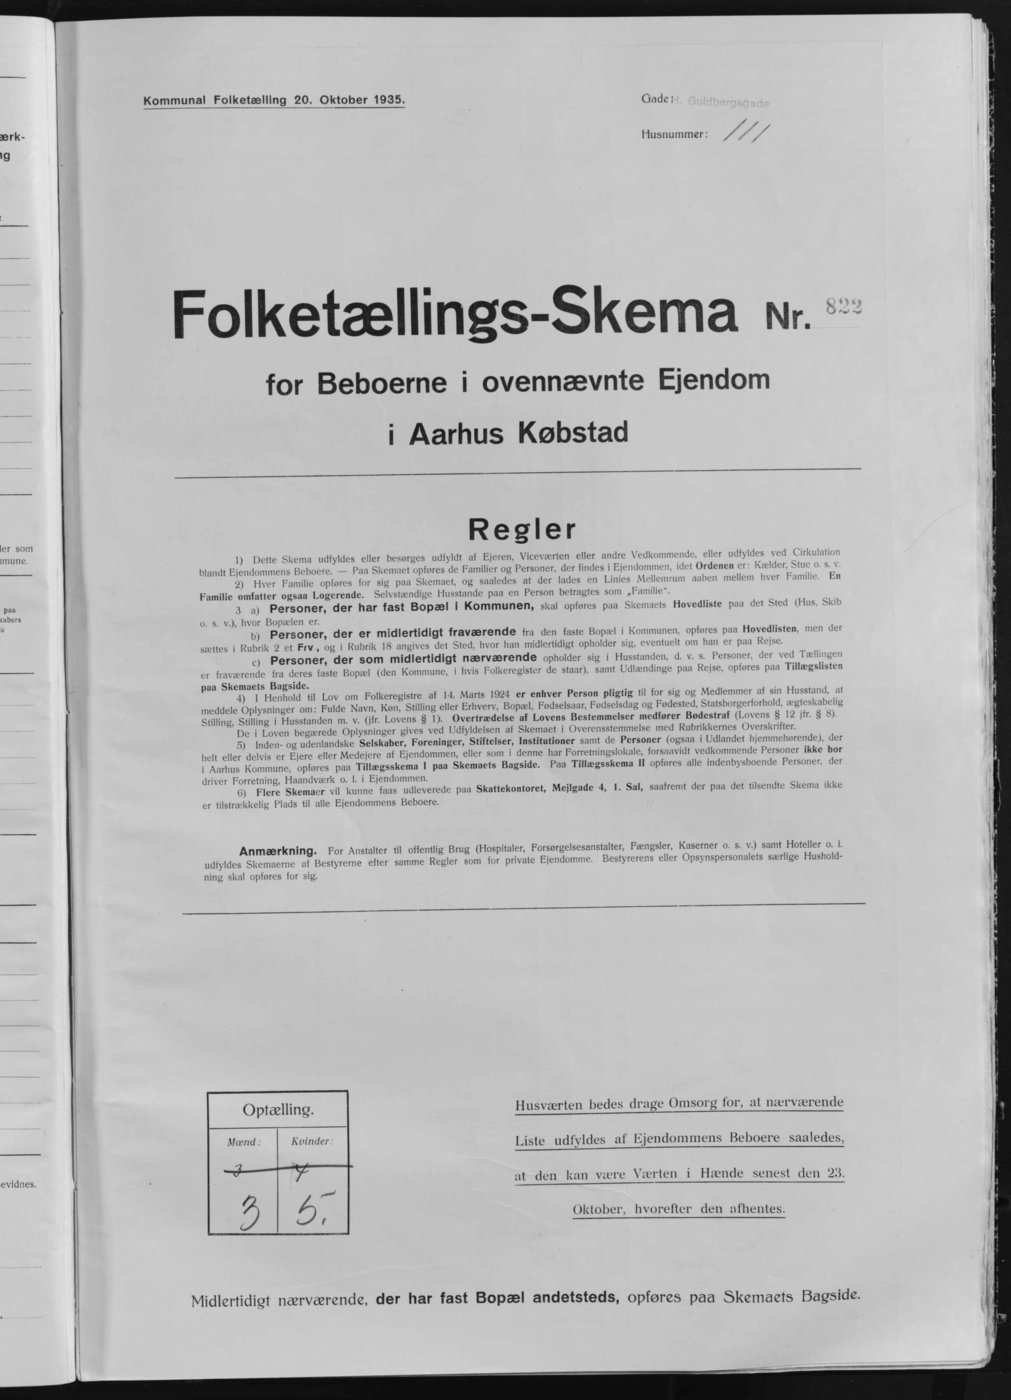 Kommunal Folketælling 20. Oktober 1935.
Gade: H. Guldbergsgade
Husnummer: 111
Folketællings-Skema Nr. 822
for Beboerne i ovennævnte Ejendom
i Aarhus Købstad
Regler
1) Dette Skema udfyldes eller besørges udfyldt af Ejeren, Viceværten eller andre Vedkommende, eller udfyldes ved Cirkulation
blandt Ejendommens Beboere. — Paa Skemaet opføres de Familier og Personer, der findes i Ejendommen, idet Ordenen er: Kælder, Stue o. s. v.
2) Hver Familie opføres for sig paa Skemaet, og saaledes at der lades en Linies Mellemrum aaben mellem hver Familie. En
Familie omfatter ogsaa Logerende. Selvstændige Husstande paa en Person betragtes som „Familie“.
3 a) Personer, der har fast Bopæl i Kommunen, skal opføres paa Skemaets Hovedliste paa det Sted (Hus, Skib
o. s. v.), hvor Bopælen er.
b) Personer, der er midlertidigt fraværende fra den faste Bopæl i Kommunen, opføres paa Hovedlisten, men der
sættes i Rubrik 2 et Frv., og i Rubrik 18 angives det Sted, hvor han midlertidigt opholder sig, eventuelt om han er paa Rejse.
c) Personer, der som midlertidigt nærværende opholder sig i Husstanden, d. v. s. Personer, der ved Tællingen
er fraværende fra deres faste Bopæl (den Kommune, i hvis Folkeregister de staar), samt Udlændinge paa Rejse, opføres paa Tillægslisten
paa Skemaets Bagside.
4) I Henhold til Lov om Folkeregistre af 14. Marts 1924 er enhver Person pligtig til for sig og Medlemmer af sin Husstand, at
meddele Oplysninger om: Fulde Navn, Køn, Stilling eller Erhverv, Bopæl, Fødselsaar, Fødselsdag og Fødested, Statsborgerforhold, ægteskabelig
Stilling, Stilling i Husstanden m. v. (jfr. Lovens § 1). Overtrædelse af Lovens Bestemmelser medfører Bødestraf (Lovens § 12 jfr. § 8).
De i Loven begærede Oplysninger gives ved Udfyldelsen af Skemaet i Overensstemmelse med Rubrikkernes Overskrifter.
5) Inden- og udenlandske Selskaber, Foreninger, Stiftelser, Institutioner samt de Personer (ogsaa i Udlandet hjemmehørende), der
helt eller delvis er Ejere eller Medejere af Ejendommen, eller som i denne har Forretningslokale, forsaavidt vedkommende Personer ikke bor
i Aarhus Kommune, opføres paa Tillægsskema I paa Skemaets Bagside. Paa Tillægsskema II opføres alle indenbysboende Personer, der
driver Forretning, Haandværk o. l. i Ejendommen.
6) Flere Skemaer vil kunne faas udleverede paa Skattekontoret, Mejlgade 4, 1. Sal, saafremt der paa det tilsendte Skema ikke
er tilstrækkelig Plads til alle Ejendommens Beboere.
Anmærkning. For Anstalter til offentlig Brug (Hospitaler, Forsørgelsesanstalter, Fængsler, Kaserner o. s. v.) samt Hoteller o. l.
udfyldes Skemaerne af Bestyrerne efter samme Regler som for private Ejendomme. Bestyrerens eller Opsynspersonalets særlige Hushold-
ning skal opføres for sig.
Optælling.
Mænd: Kvinder:
3 4
3 5.
Husværten bedes drage Omsorg for, at nærværende
Liste udfyldes af Ejendommens Beboere saaledes,
at den kan være Værten i Hænde senest den 23.
Oktober, hvorefter den afhentes.
Midlertidigt nærværende, der har fast Bopæl andetsteds, opføres paa Skemaets Bagside.